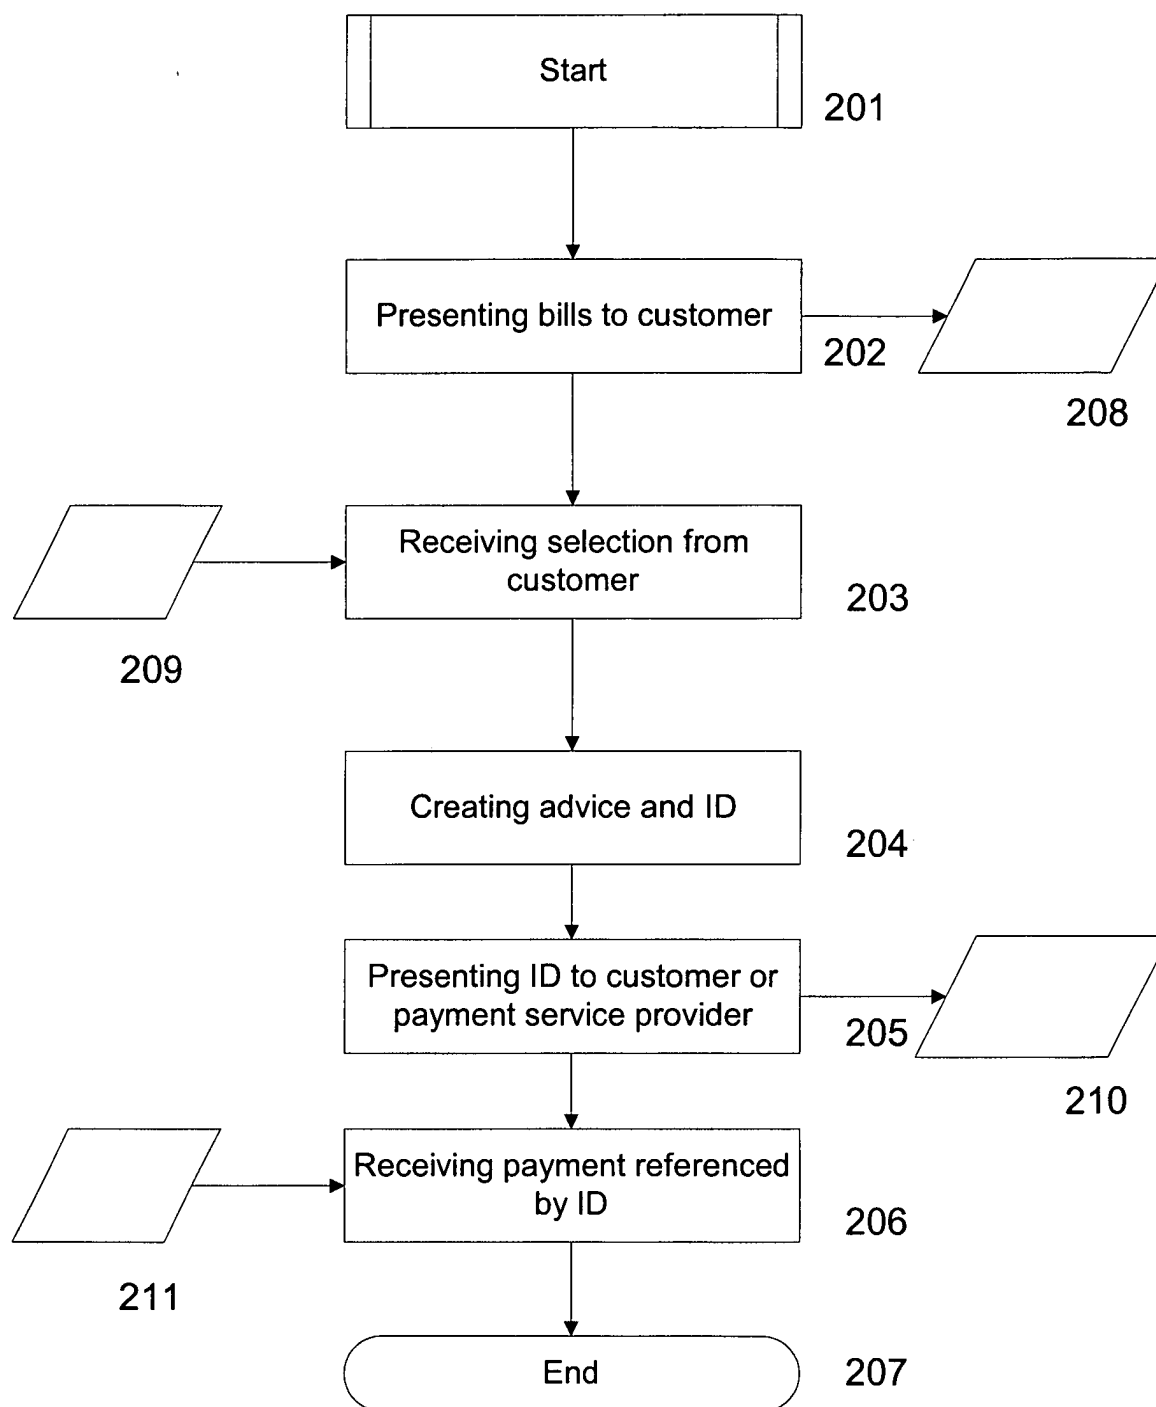 Start
201
Presenting bills to customer
202
208
Receiving selection from
customer
203
209
Creating advice and ID
204
Presenting ID to customer or
payment service provider
205
210
Receiving payment referenced
by ID
206
211
End
207